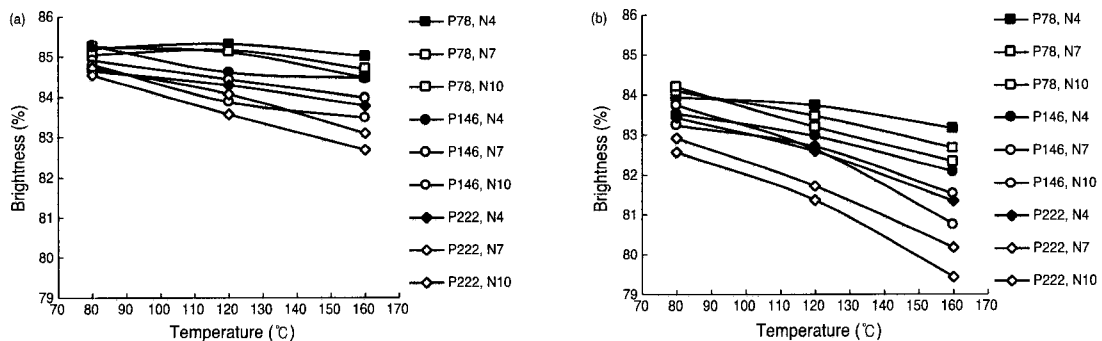 (a)
86
85
84
83
82
81
80
79
Brightness (%)
70 80 90 100 110 120 130 140 150 160 170
Temperature (℃)
P78, N4
P78, N7
P78, N10
P146, N4
P146, N7
P146, N10
P222, N4
P222, N7
P222, N10
(b)
86
85
84
83
82
81
80
79
Brightness (%)
70 80 90 100 110 120 130 140 150 160 170
Temperature (℃)
P78, N4
P78, N7
P78, N10
P146, N4
P146, N7
P146, N10
P222, N4
P222, N7
P222, N10